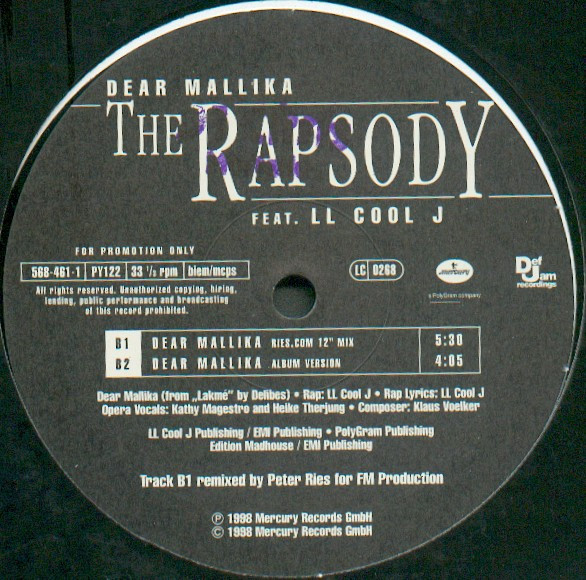 DEAR MALLIKA
THE RAPSODY
FEAT. LL COOL J
FOR PROMOTION ONLY
568-461-1 | PY122 | 33 1/3 rpm | biem/mcps
All rights reserved. Unauthorized copying, hiring,
lending, public performance and broadcasting
of this record prohibited.
LC 0268
mercury
a PolyGram company
Def Jam
recordings
B1 DEAR MALLIKA RIES.COM 12" MIX 5:30
B2 DEAR MALLIKA ALBUM VERSION 4:05
Dear Mallika (from „Lakmé" by Delibes) • Rap: LL Cool J • Rap Lyrics: LL Cool J
Opera Vocals: Kathy Magestro and Heike Therjung • Composer: Klaus Voelker
LL Cool J Publishing / EMI Publishing • PolyGram Publishing
Edition Madhouse / EMI Publishing
Track B1 remixed by Peter Ries for FM Production
℗ 1998 Mercury Records GmbH
© 1998 Mercury Records GmbH